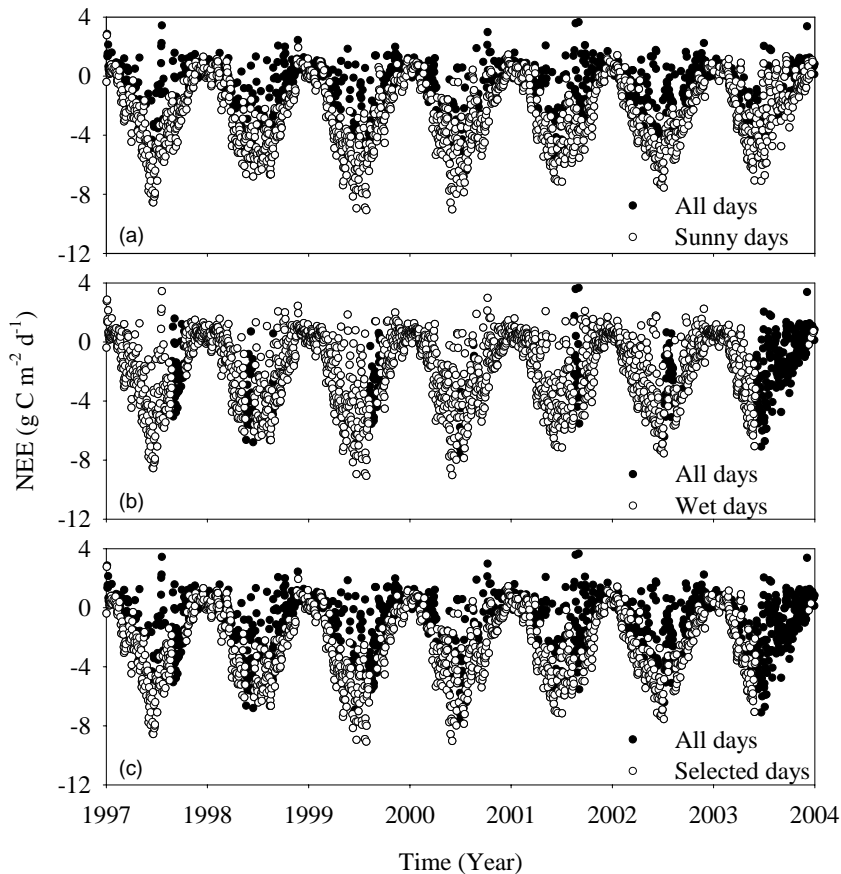 4
0
-4
-8
-12
(a)
All days
Sunny days
4
0
-4
-8
-12
(b)
All days
Wet days
NEE (g C m-2 d-1)
4
0
-4
-8
-12
(c)
All days
Selected days
1997 1998 1999 2000 2001 2002 2003 2004
Time (Year)